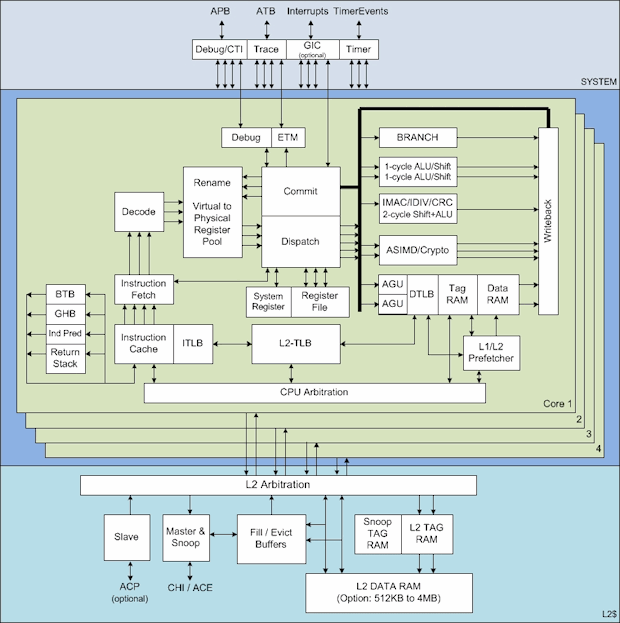 APB ATB Interrupts TimerEvents
Debug/CTI Trace GIC Timer
(optional)
SYSTEM
Debug ETM
BRANCH
Rename
Commit
1-cycle ALU/Shift
1-cycle ALU/Shift
Virtual to
Physical
Register
Pool
Decode
IMAC/IDIV/CRC
2-cycle Shift+ALU
Writeback
Dispatch
ASIMD/Crypto
Instruction
Fetch
System
Register
Register
File
AGU
AGU
DTLB
Tag
RAM
Data
RAM
BTB
GHB
Ind Pred
Return
Stack
Instruction
Cache
ITLB
L2-TLB
L1/L2
Prefetcher
CPU Arbitration
Core 1
2
3
4
L2 Arbitration
Slave
Master &
Snoop
Fill / Evict
Buffers
Snoop
TAG
RAM
L2 TAG
RAM
ACP
(optional)
CHI / ACE
L2 DATA RAM
(Option: 512KB to 4MB)
L2$